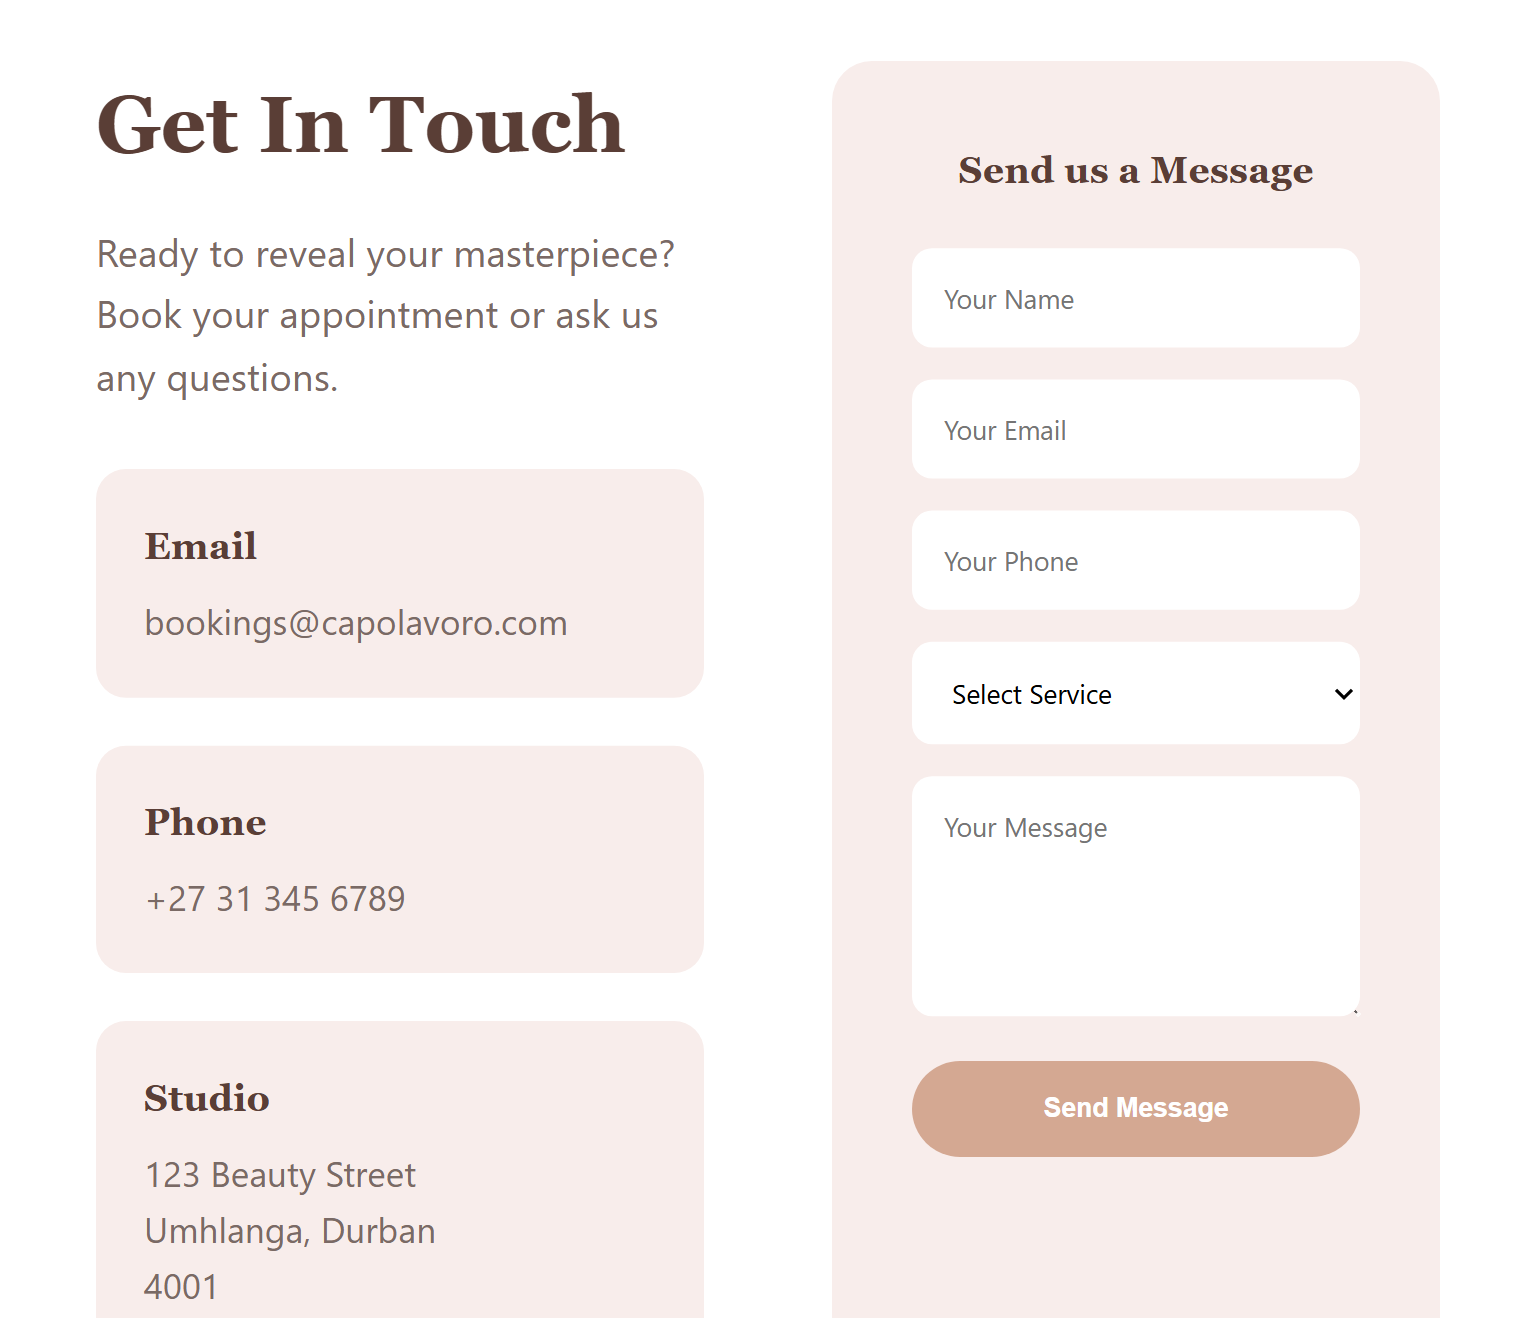 Get In Touch
Ready to reveal your masterpiece?
Book your appointment or ask us
any questions.
Email
bookings@capolavoro.com
Phone
+27 31 345 6789
Studio
123 Beauty Street
Umhlanga, Durban
4001
Send us a Message
Your Name
Your Email
Your Phone
Select Service
Your Message
Send Message